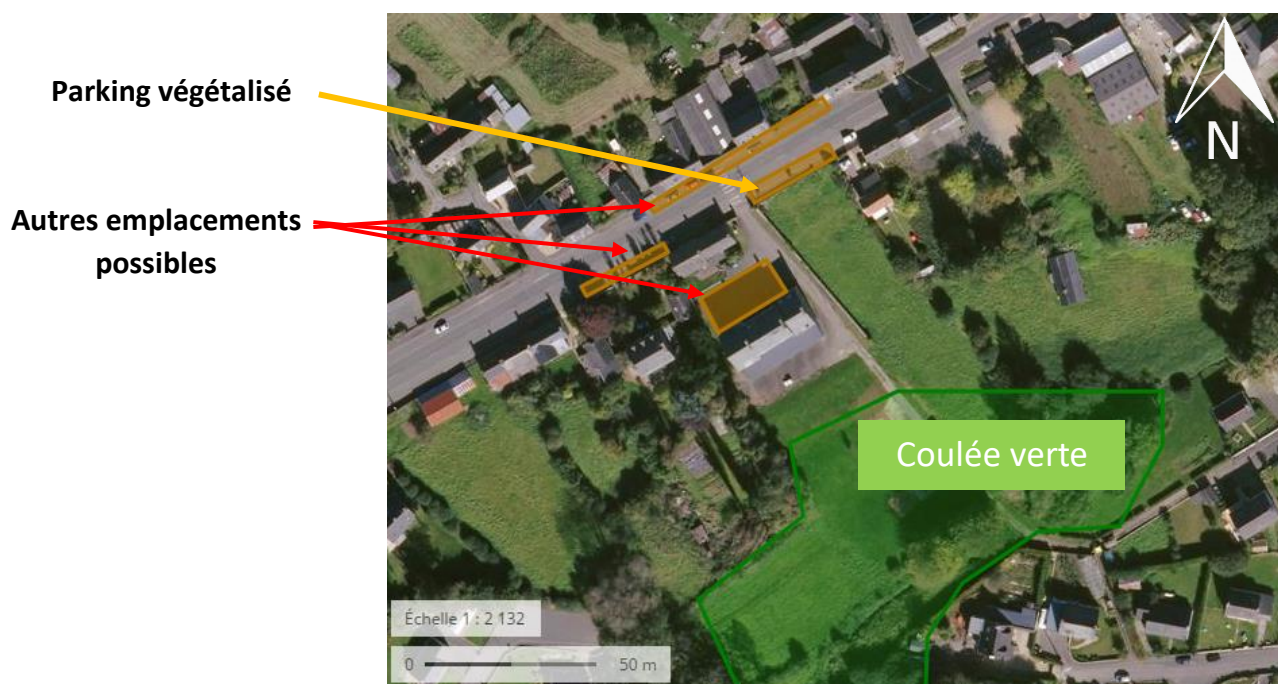 Parking végétalisé
Autres emplacements
possibles
N
Coulée verte
Échelle 1 : 2 132
0 50 m